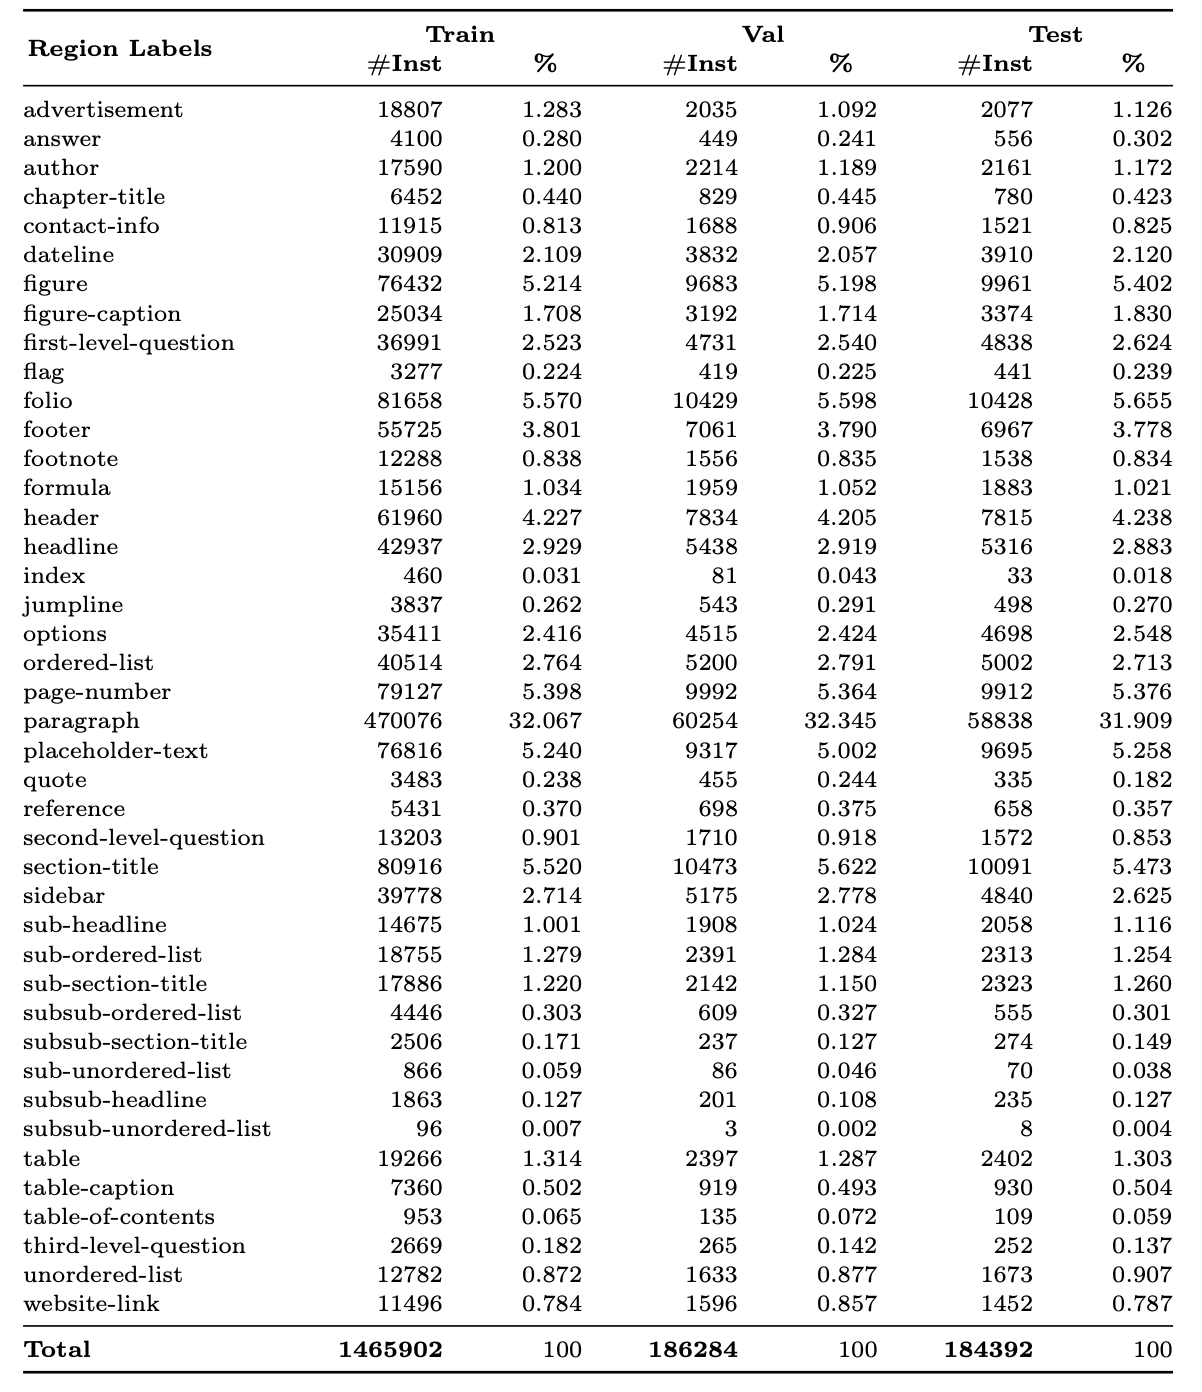 Region Labels Train Val Test
#Inst % #Inst % #Inst %
advertisement 18807 1.283 2035 1.092 2077 1.126
answer 4100 0.280 449 0.241 556 0.302
author 17590 1.200 2214 1.189 2161 1.172
chapter-title 6452 0.440 829 0.445 780 0.423
contact-info 11915 0.813 1688 0.906 1521 0.825
dateline 30909 2.109 3832 2.057 3910 2.120
figure 76432 5.214 9683 5.198 9961 5.402
figure-caption 25034 1.708 3192 1.714 3374 1.830
first-level-question 36991 2.523 4731 2.540 4838 2.624
flag 3277 0.224 419 0.225 441 0.239
folio 81658 5.570 10429 5.598 10428 5.655
footer 55725 3.801 7061 3.790 6967 3.778
footnote 12288 0.838 1556 0.835 1538 0.834
formula 15156 1.034 1959 1.052 1883 1.021
header 61960 4.227 7834 4.205 7815 4.238
headline 42937 2.929 5438 2.919 5316 2.883
index 460 0.031 81 0.043 33 0.018
jumpline 3837 0.262 543 0.291 498 0.270
options 35411 2.416 4515 2.424 4698 2.548
ordered-list 40514 2.764 5200 2.791 5002 2.713
page-number 79127 5.398 9992 5.364 9912 5.376
paragraph 470076 32.067 60254 32.345 58838 31.909
placeholder-text 76816 5.240 9317 5.002 9695 5.258
quote 3483 0.238 455 0.244 335 0.182
reference 5431 0.370 698 0.375 658 0.357
second-level-question 13203 0.901 1710 0.918 1572 0.853
section-title 80916 5.520 10473 5.622 10091 5.473
sidebar 39778 2.714 5175 2.778 4840 2.625
sub-headline 14675 1.001 1908 1.024 2058 1.116
sub-ordered-list 18755 1.279 2391 1.284 2313 1.254
sub-section-title 17886 1.220 2142 1.150 2323 1.260
subsub-ordered-list 4446 0.303 609 0.327 555 0.301
subsub-section-title 2506 0.171 237 0.127 274 0.149
sub-unordered-list 866 0.059 86 0.046 70 0.038
subsub-headline 1863 0.127 201 0.108 235 0.127
subsub-unordered-list 96 0.007 3 0.002 8 0.004
table 19266 1.314 2397 1.287 2402 1.303
table-caption 7360 0.502 919 0.493 930 0.504
table-of-contents 953 0.065 135 0.072 109 0.059
third-level-question 2669 0.182 265 0.142 252 0.137
unordered-list 12782 0.872 1633 0.877 1673 0.907
website-link 11496 0.784 1596 0.857 1452 0.787
Total 1465902 100 186284 100 184392 100